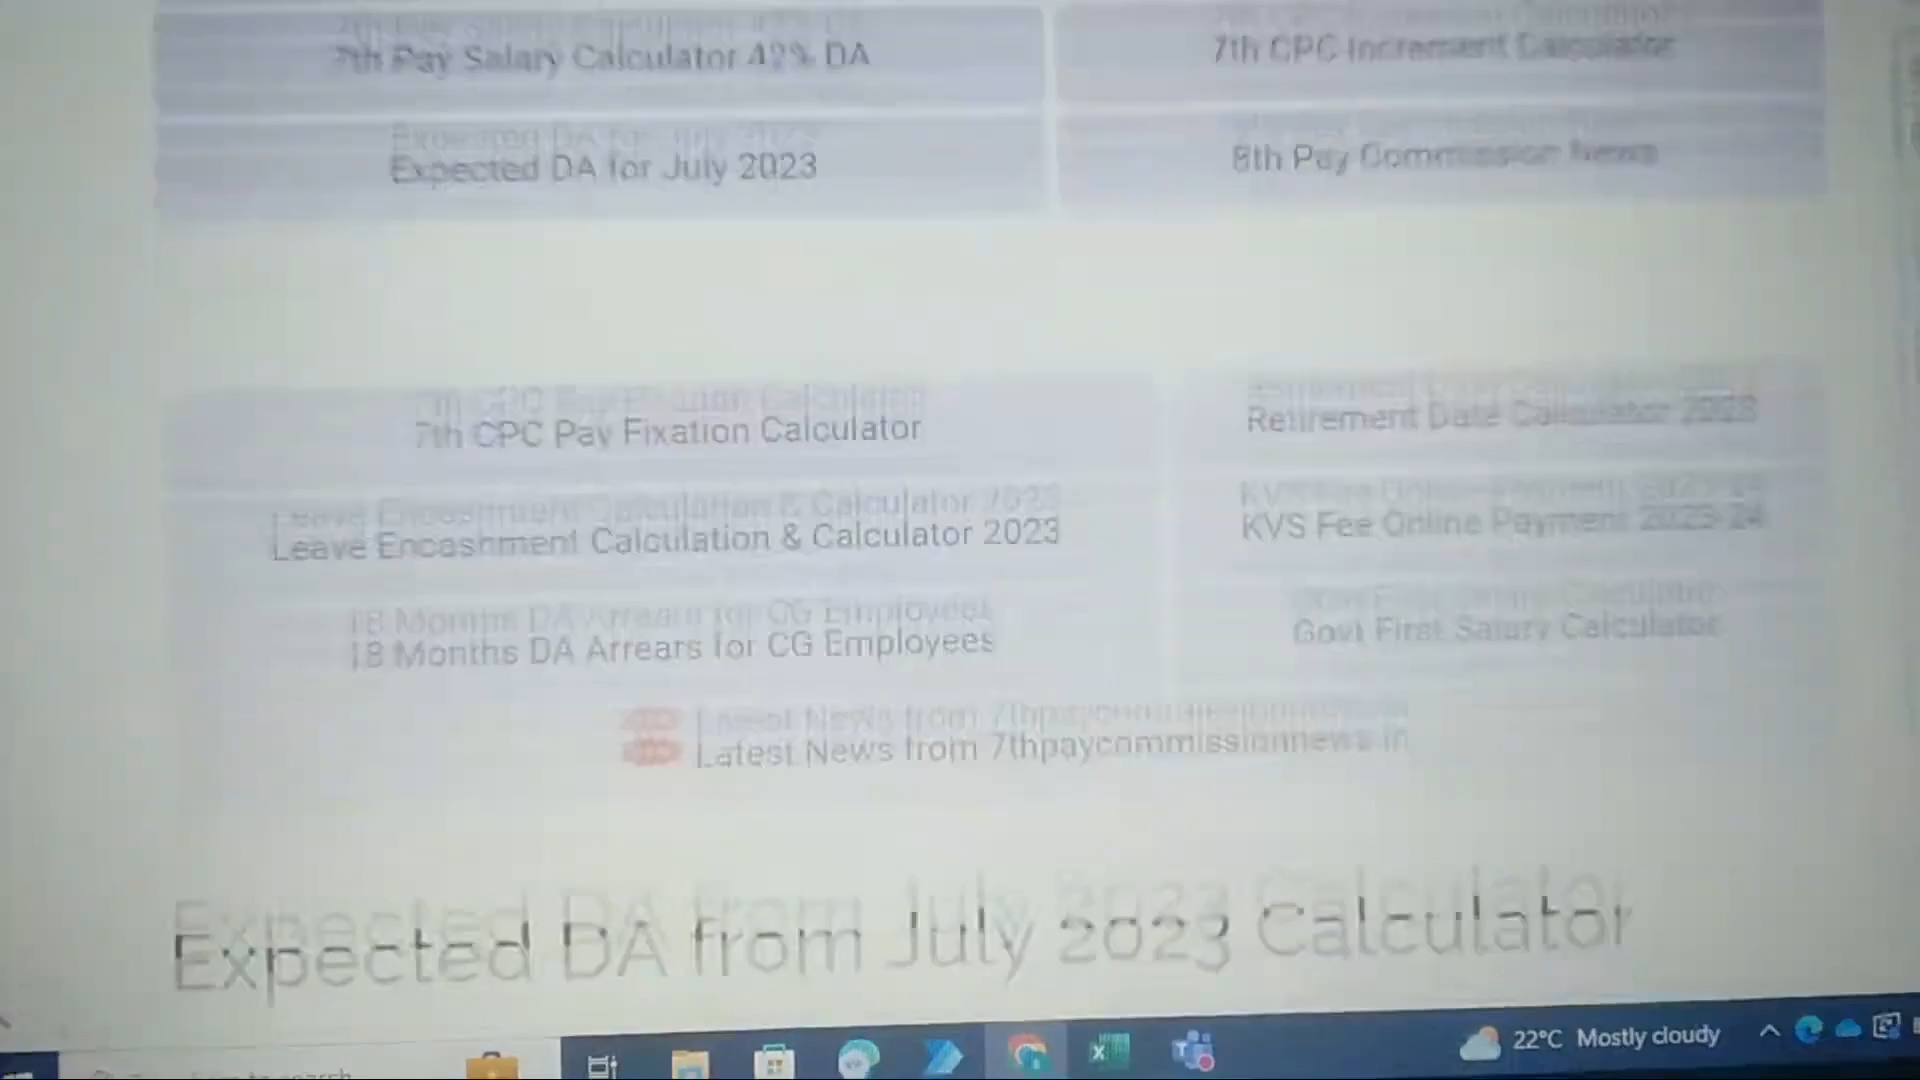 7th Pay Salary Calculator 42% DA
7th CPC Increment Calculator
Expected DA for July 2023
8th Pay Commission News
7th CPC Pay Fixation Calculator
Retirement Date Calculator 2023
Leave Encashment Calculation & Calculator 2023
KVS Fee Online Payment 2023-24
18 Months DA Arrears for CG Employees
Govt First Salary Calculator
Latest News from 7thpaycommissionnews.in
Expected DA from July 2023 Calculator
22°C Mostly cloudy